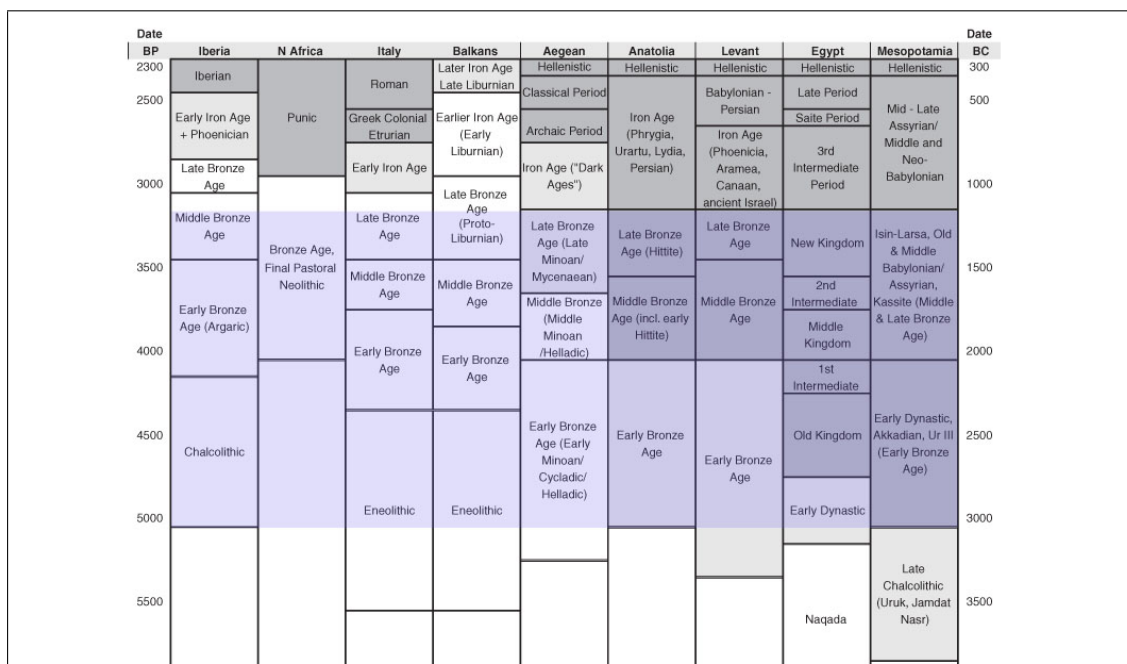 Date
BP
Iberia
N Africa
Italy
Balkans
Aegean
Anatolia
Levant
Egypt
Mesopotamia
Date
BC
2300
2500
3000
3500
4000
4500
5000
5500
Iberian
Early Iron Age
+ Phoenician
Late Bronze
Age
Middle Bronze
Age
Early Bronze
Age (Argaric)
Chalcolithic
Punic
Bronze Age,
Final Pastoral
Neolithic
Roman
Greek Colonial
Etrurian
Early Iron Age
Late Bronze
Age
Middle Bronze
Age
Early Bronze
Age
Eneolithic
Later Iron Age
Late Liburnian
Earlier Iron Age
(Early
Liburnian)
Late Bronze
Age
(Proto-
Liburnian)
Middle Bronze
Age
Early Bronze
Age
Eneolithic
Hellenistic
Classical Period
Archaic Period
Iron Age ("Dark
Ages")
Late Bronze
Age (Late
Minoan/
Mycenaean)
Middle Bronze
(Middle
Minoan
/Helladic)
Early Bronze
Age (Early
Minoan/
Cycladic/
Helladic)
Hellenistic
Iron Age
(Phrygia,
Urartu, Lydia,
Persian)
Late Bronze
Age (Hittite)
Middle Bronze
Age (incl. early
Hittite)
Early Bronze
Age
Hellenistic
Babylonian -
Persian
Iron Age
(Phoenicia,
Aramea,
Canaan,
ancient Israel)
Late Bronze
Age
Middle Bronze
Age
Early Bronze
Age
Hellenistic
Late Period
Saite Period
3rd
Intermediate
Period
New Kingdom
2nd
Intermediate
Middle
Kingdom
1st
Intermediate
Old Kingdom
Early Dynastic
Naqada
Hellenistic
Mid - Late
Assyrian/
Middle and
Neo-
Babylonian
Isin-Larsa, Old
& Middle
Babylonian/
Assyrian,
Kassite (Middle
& Late Bronze
Age)
Early Dynastic,
Akkadian, Ur III
(Early Bronze
Age)
Late
Chalcolithic
(Uruk, Jamdat
Nasr)
300
500
1000
1500
2000
2500
3000
3500